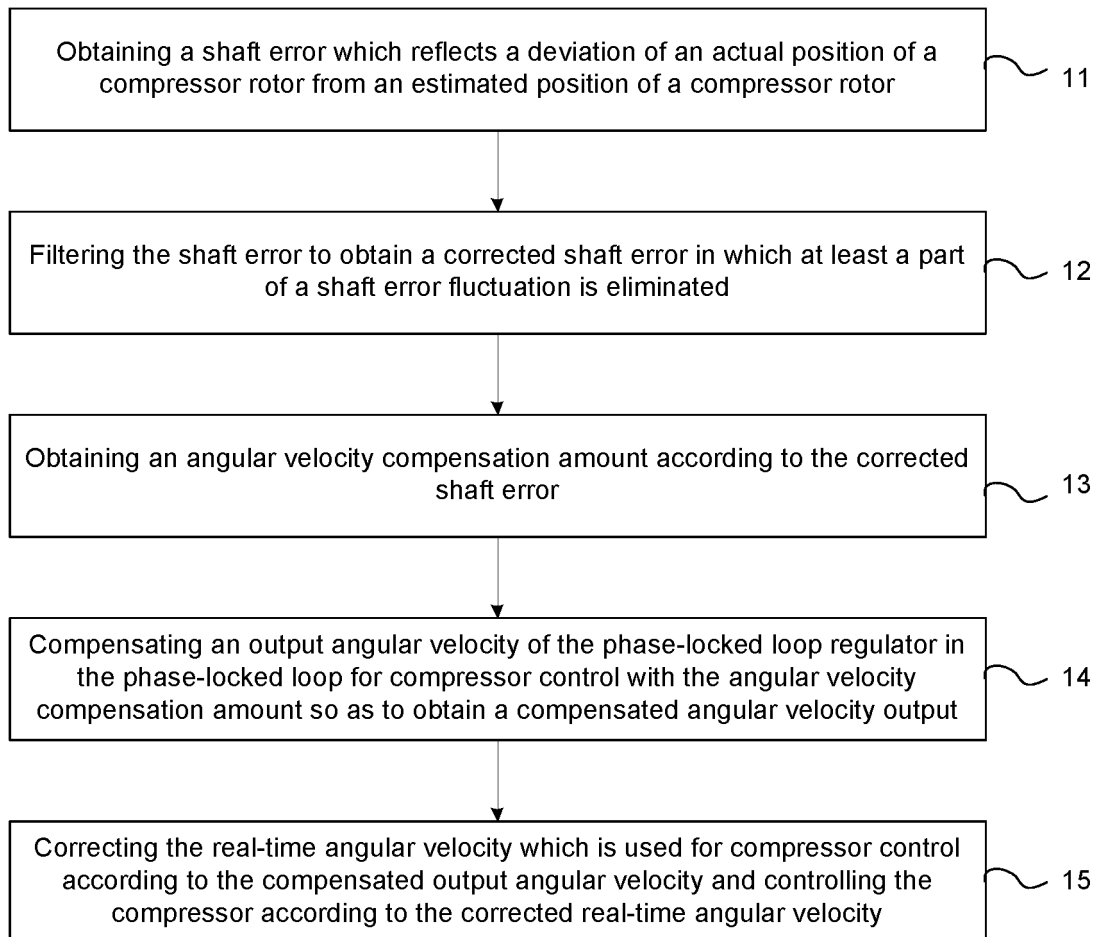 Obtaining a shaft error which reflects a deviation of an actual position of a
compressor rotor from an estimated position of a compressor rotor
11
Filtering the shaft error to obtain a corrected shaft error in which at least a part
of a shaft error fluctuation is eliminated
12
Obtaining an angular velocity compensation amount according to the corrected
shaft error
13
Compensating an output angular velocity of the phase-locked loop regulator in
the phase-locked loop for compressor control with the angular velocity
compensation amount so as to obtain a compensated angular velocity output
14
Correcting the real-time angular velocity which is used for compressor control
according to the compensated output angular velocity and controlling the
compressor according to the corrected real-time angular velocity
15